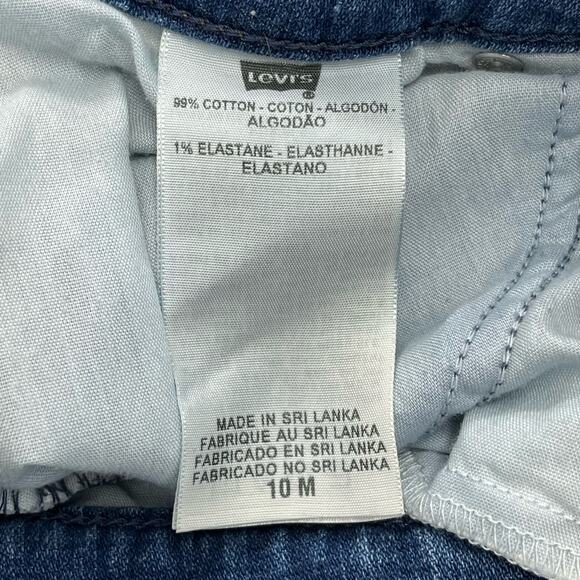 Levi's
®
99% COTTON - COTON - ALGODÓN -
ALGODÃO
1% ELASTANE - ELASTHANNE -
ELASTANO
MADE IN SRI LANKA
FABRIQUE AU SRI LANKA
FABRICADO EN SRI LANKA
FABRICADO NO SRI LANKA
10 M